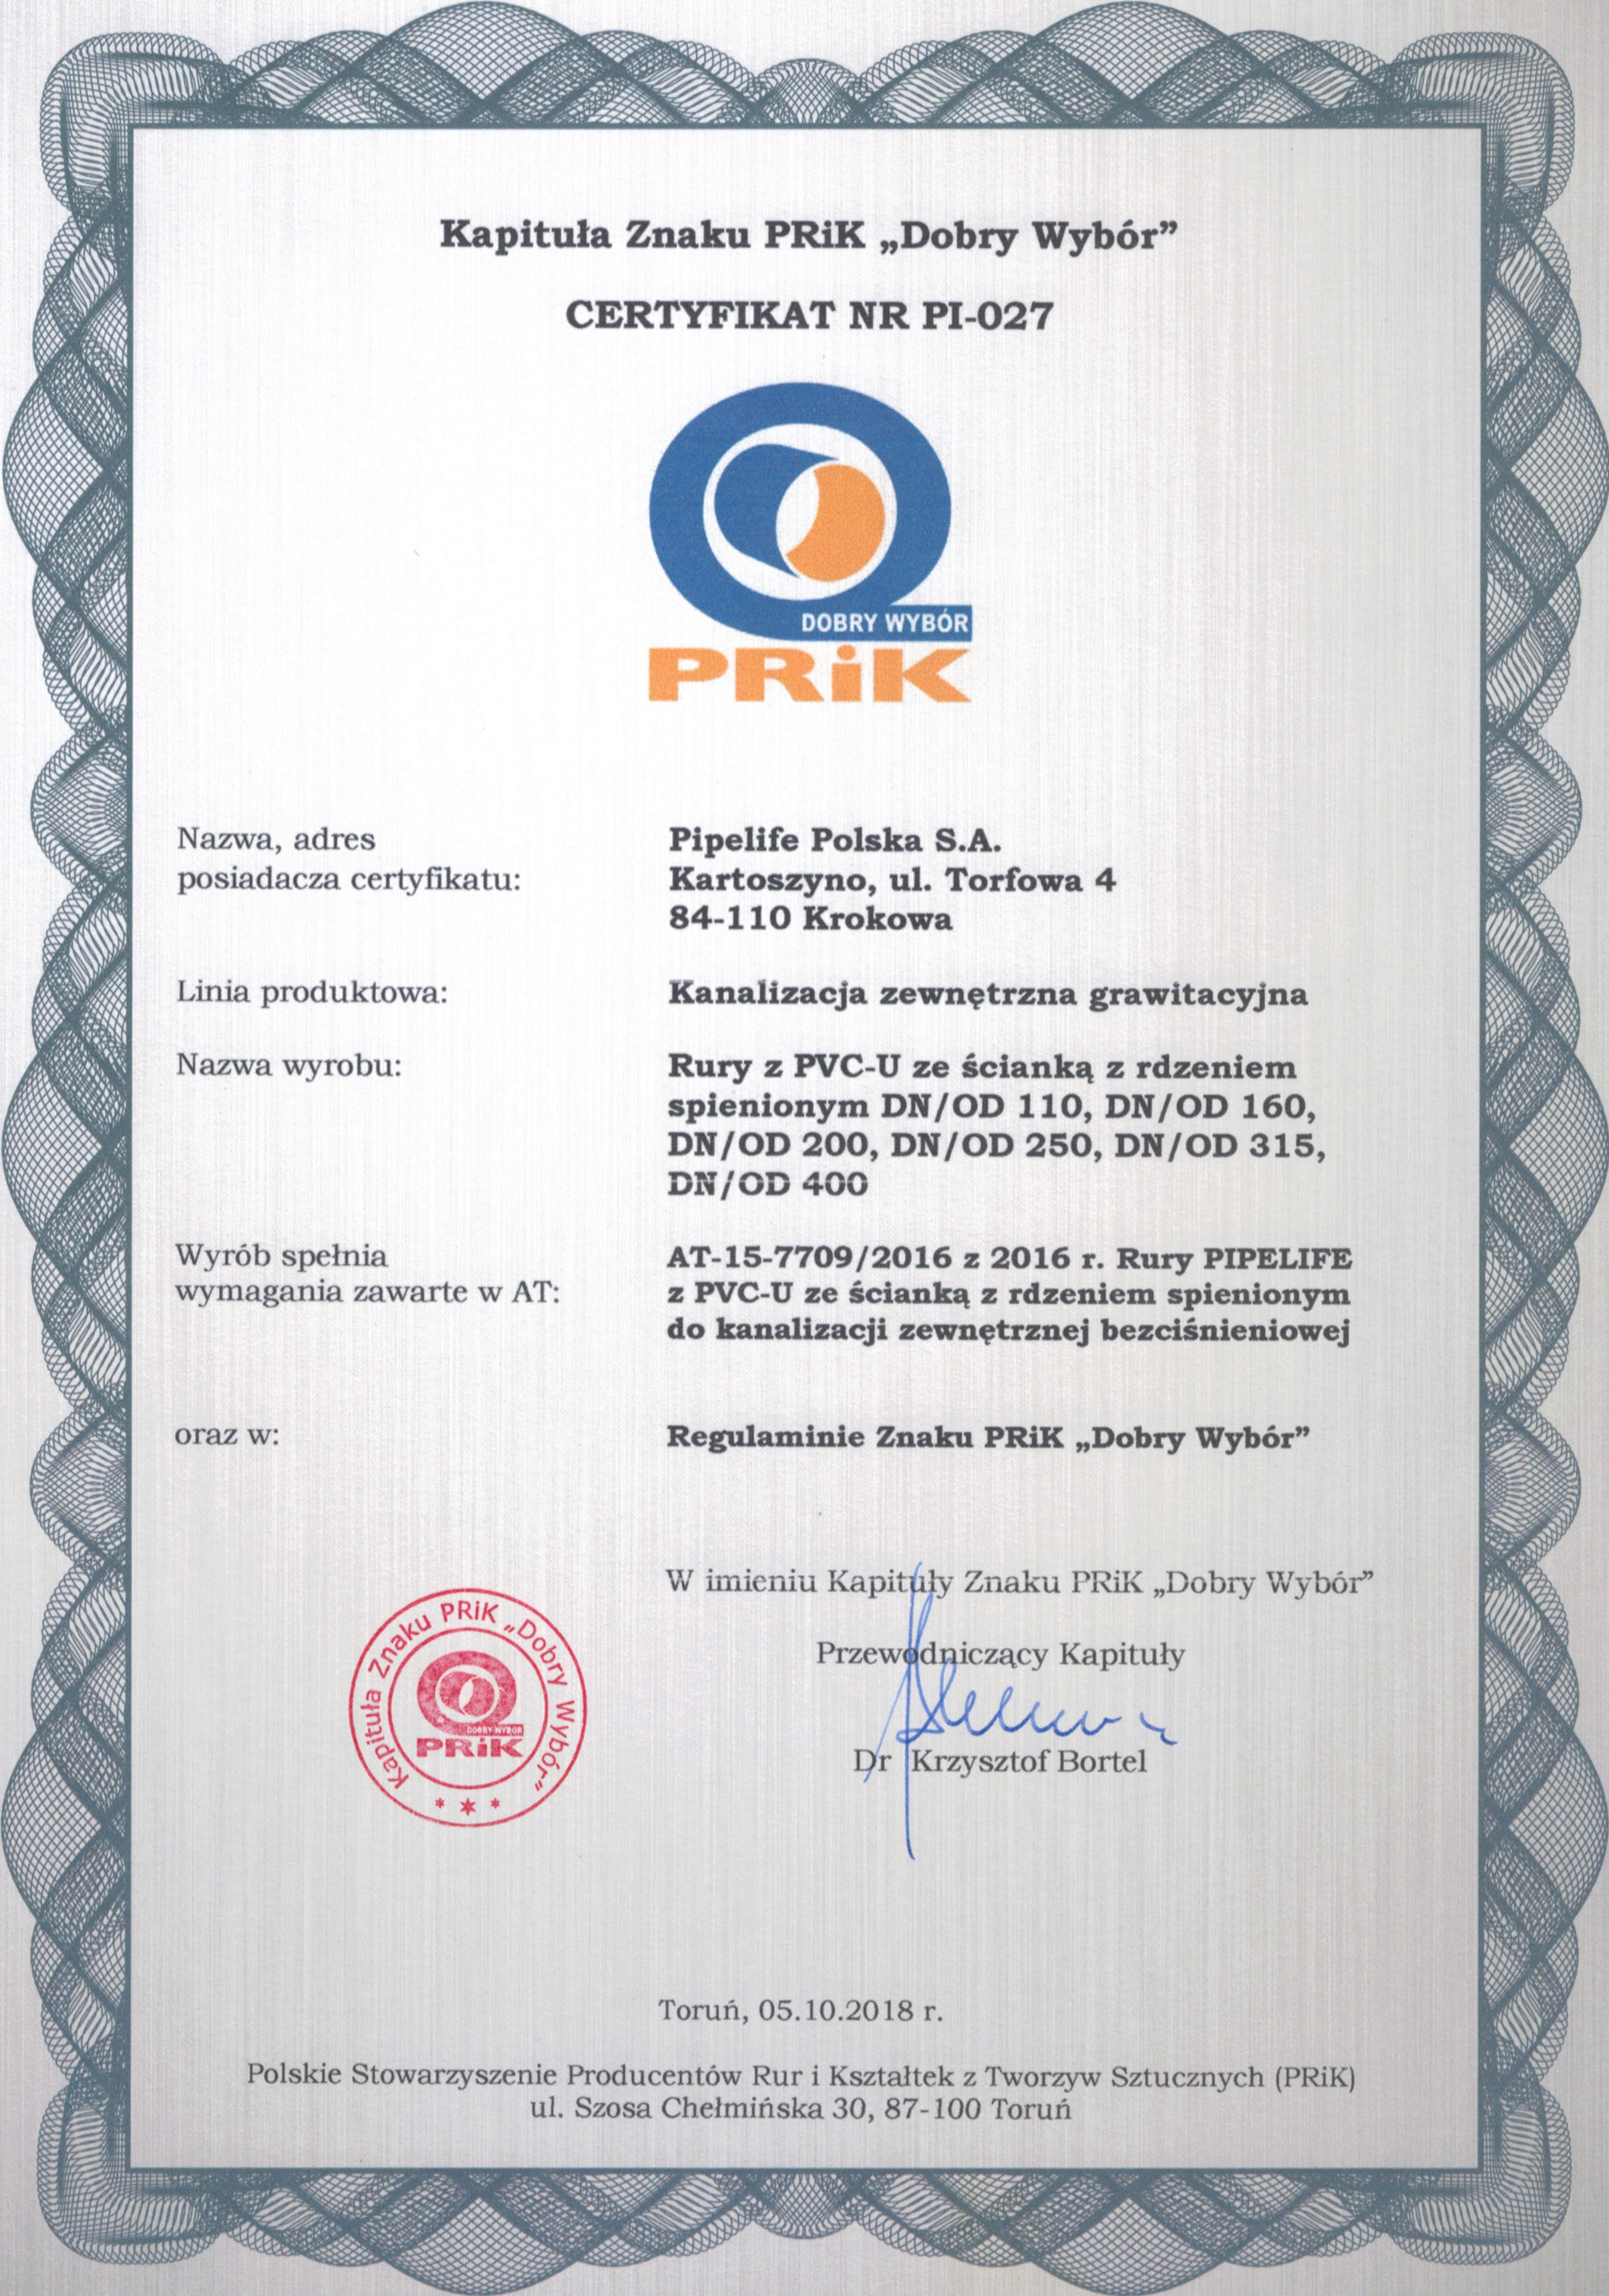 Kapituła Znaku PRiK „Dobry Wybór”
CERTYFIKAT NR PI-027
DOBRY WYBÓR
PRiK
Nazwa, adres
posiadacza certyfikatu:
Pipelife Polska S.A.
Kartoszyno, ul. Torfowa 4
84-110 Krokowa
Linia produktowa:
Kanalizacja zewnętrzna grawitacyjna
Nazwa wyrobu:
Rury z PVC-U ze ścianką z rdzeniem
spienionym DN/OD 110, DN/OD 160,
DN/OD 200, DN/OD 250, DN/OD 315,
DN/OD 400
Wyrób spełnia
wymagania zawarte w AT:
AT-15-7709/2016 z 2016 r. Rury PIPELIFE
z PVC-U ze ścianką z rdzeniem spienionym
do kanalizacji zewnętrznej bezciśnieniowej
oraz w:
Regulaminie Znaku PRiK „Dobry Wybór”
W imieniu Kapituły Znaku PRiK „Dobry Wybór”
Przewodniczący Kapituły
Dr Krzysztof Bortel
Kapituła Znaku PRiK „Dobry Wybór”
DOBRY WYBÓR
PRiK
Toruń, 05.10.2018 r.
Polskie Stowarzyszenie Producentów Rur i Kształtek z Tworzyw Sztucznych (PRiK)
ul. Szosa Chełmińska 30, 87-100 Toruń